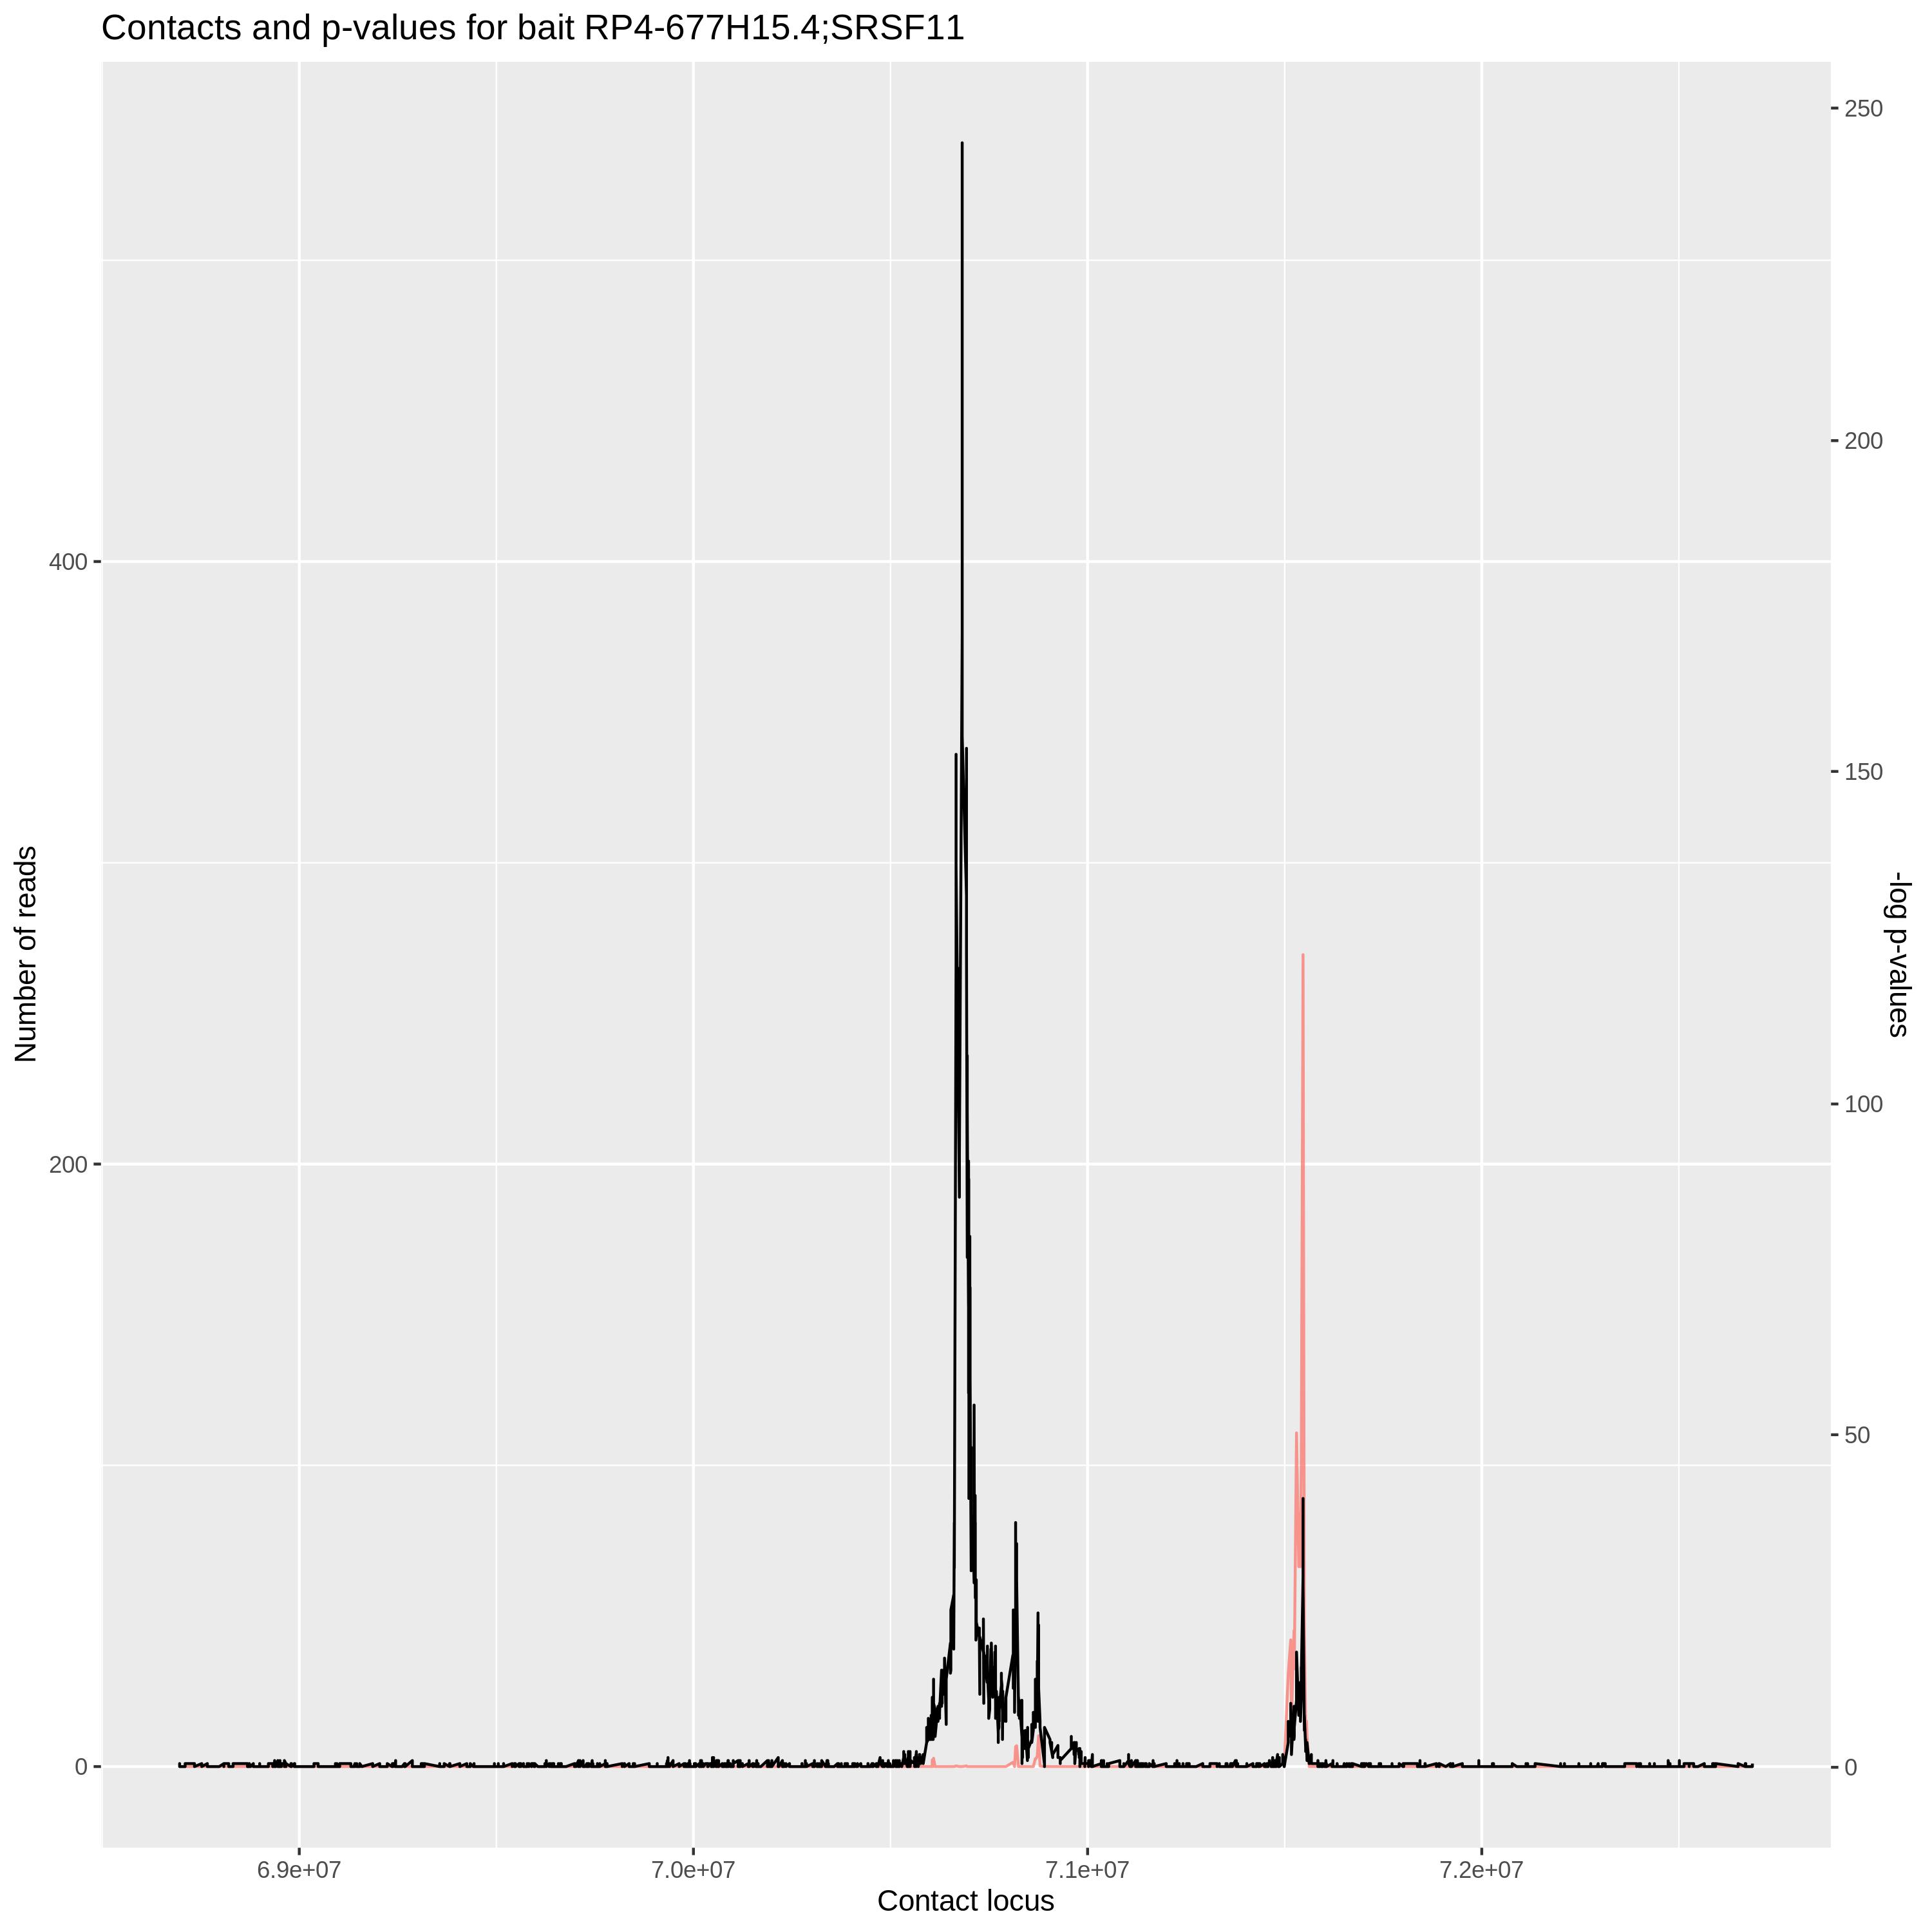 Contacts and p-values for bait RP4-677H15.4;SRSF11
250
200
400
150
Number of reads
-log p-values
100
200
50
0
0
6.9e+07
7.0e+07
7.1e+07
7.2e+07
Contact locus